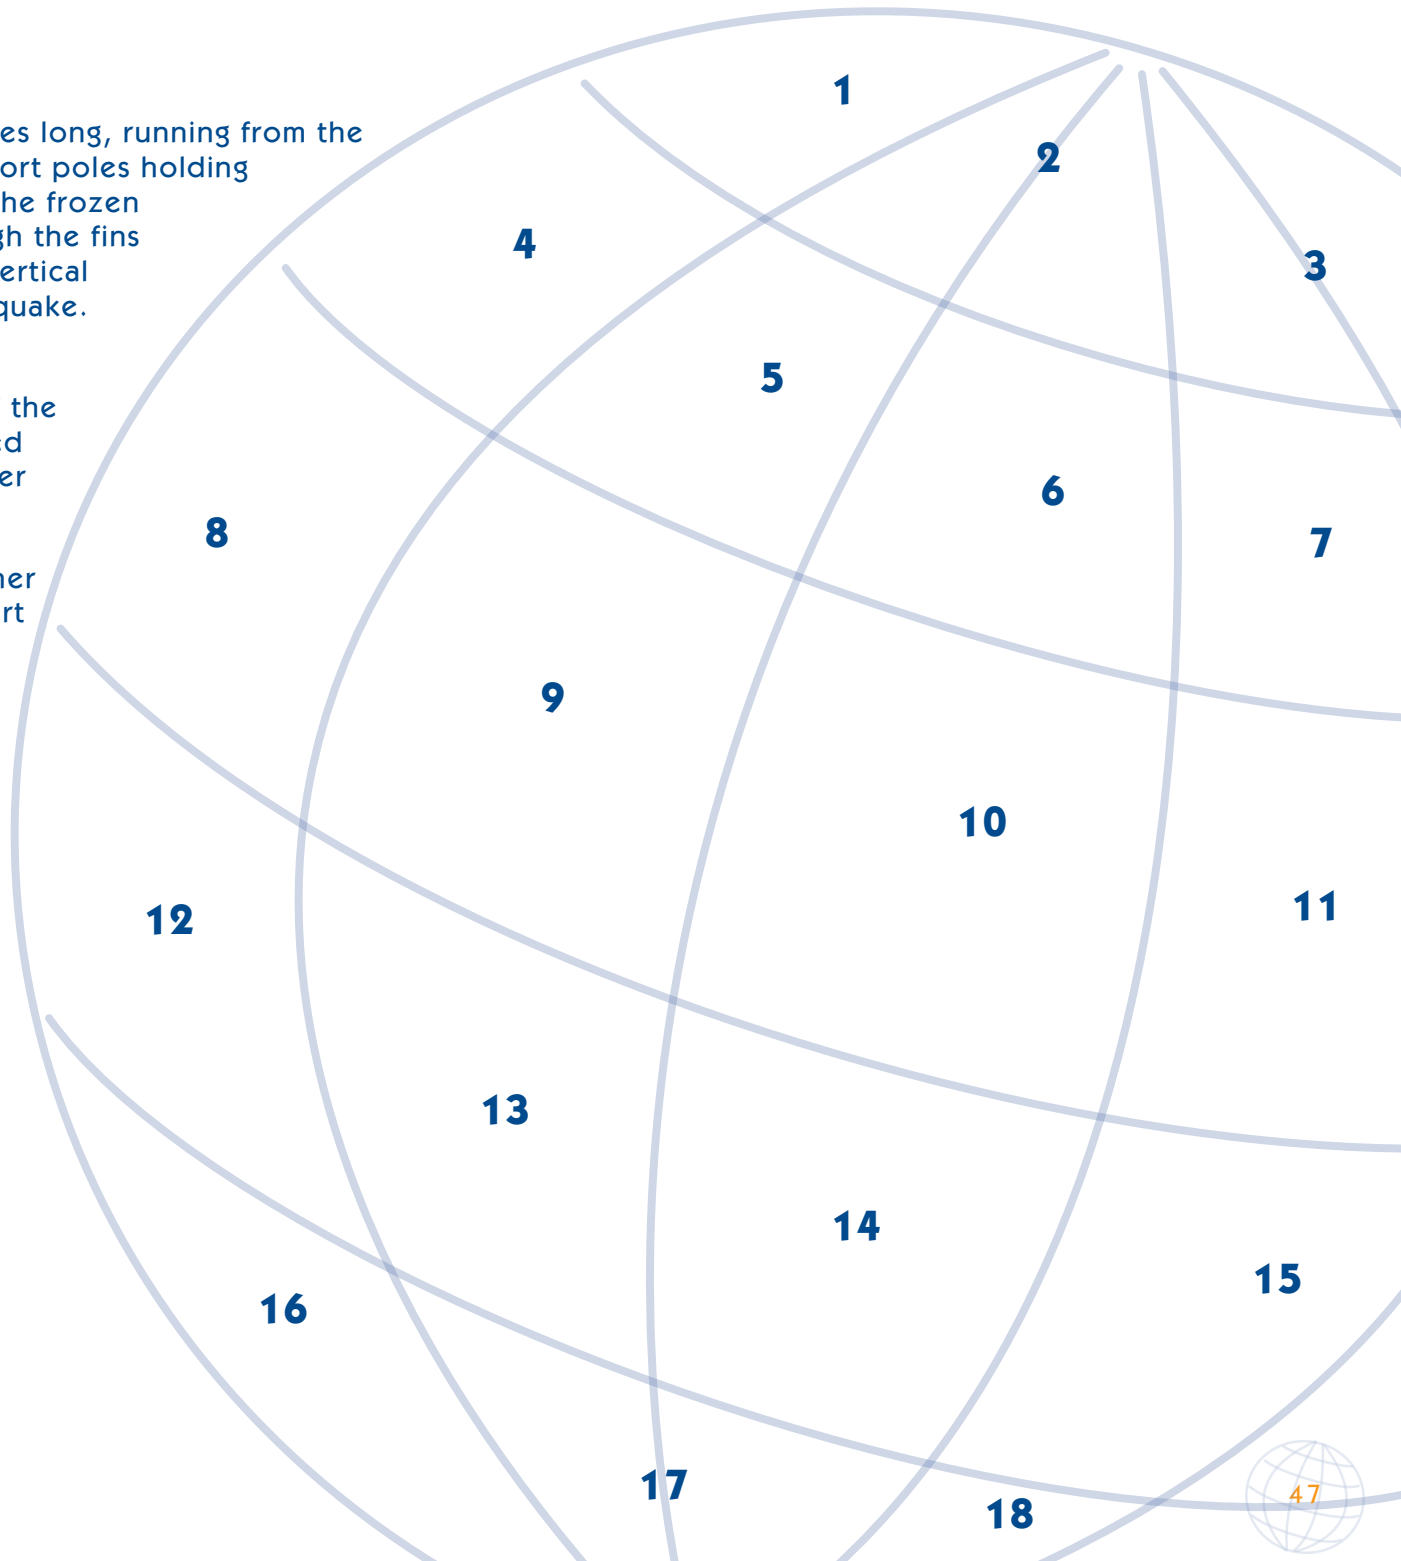 es long, running from the
ort poles holding
he frozen
gh the fins
ertical
quake.
the
ed
er
her
rt
1
2
3
4
5
6
7
8
9
10
11
12
13
14
15
16
17
18
47